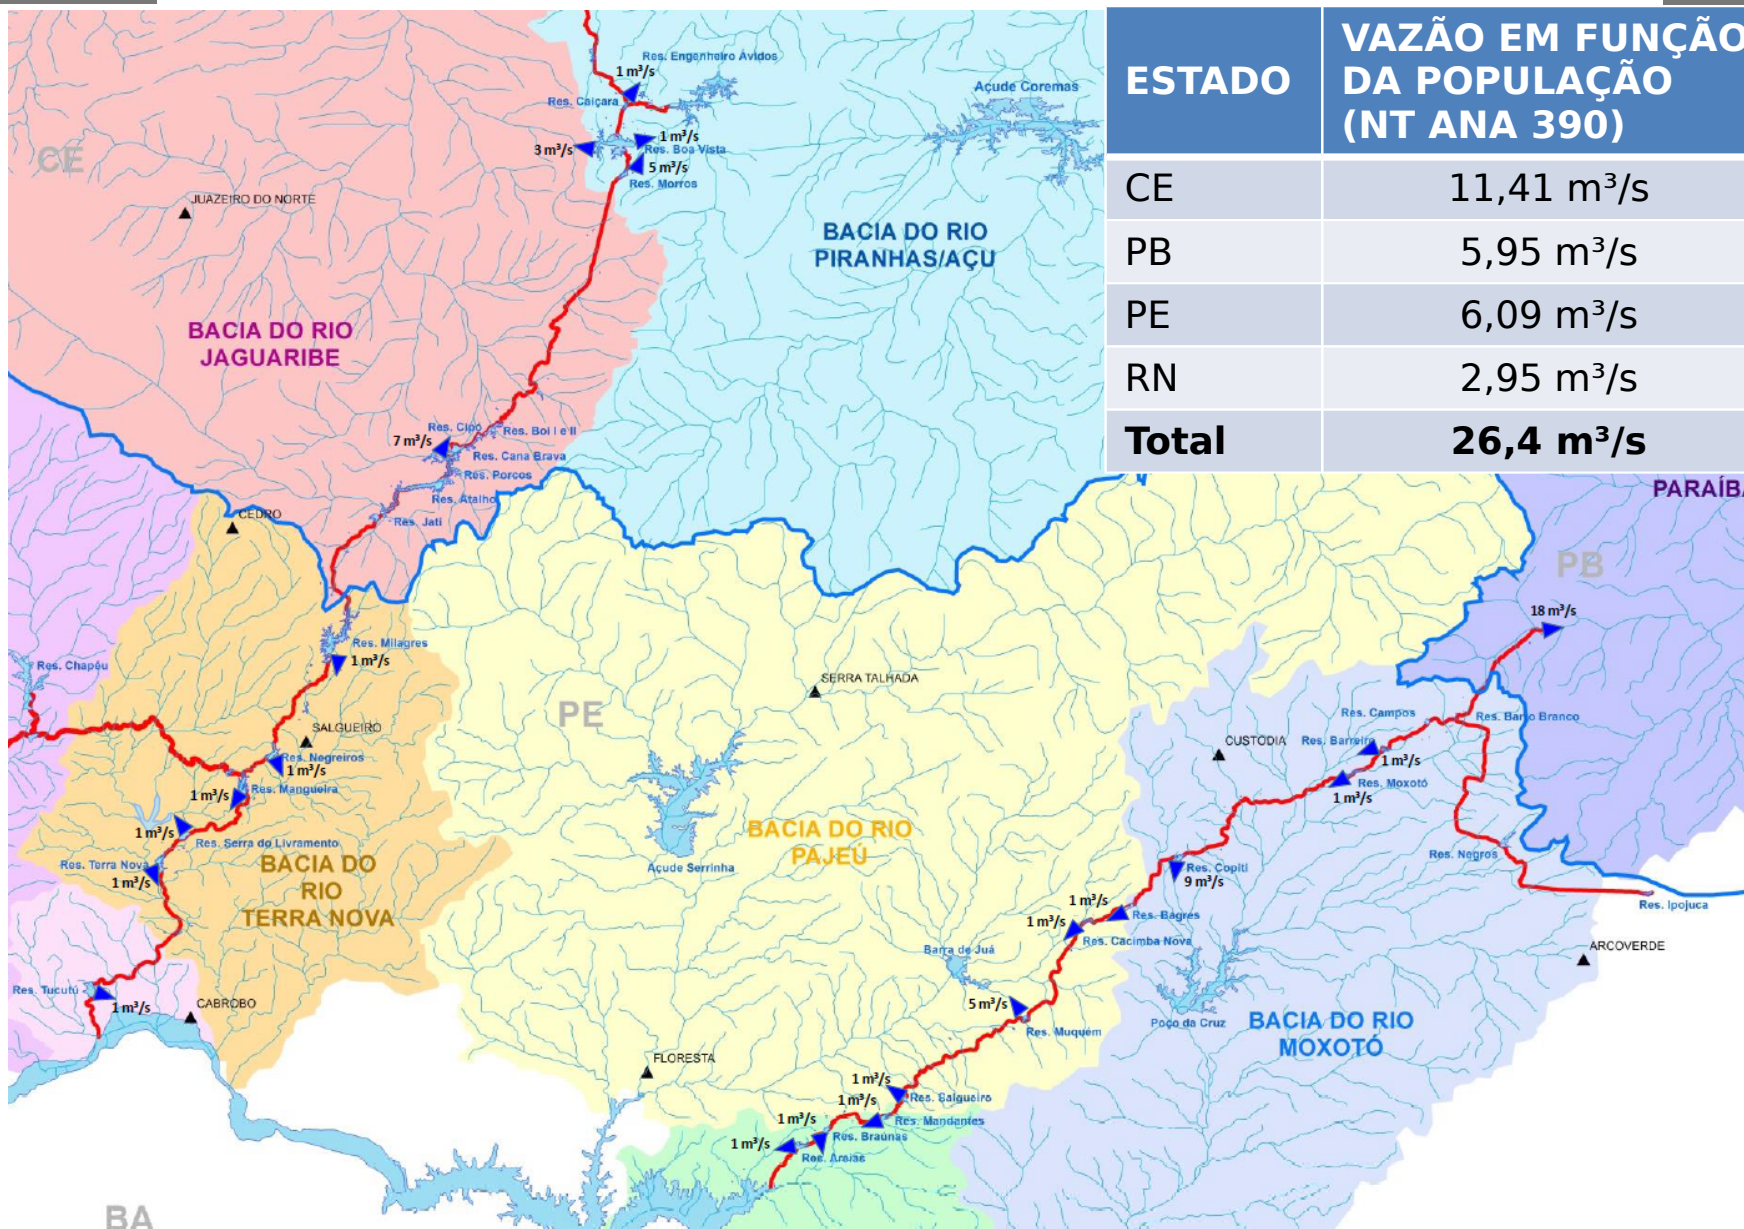 ESTADO
VAZÃO EM FUNÇÃO
DA POPULAÇÃO
(NT ANA 390)
CE
11,41 m³/s
PB
5,95 m³/s
PE
6,09 m³/s
RN
2,95 m³/s
Total
26,4 m³/s
Res. Engenheiro Ávidos
1 m³/s
Res. Caiçara
Açude Coremas
1 m³/s
3 m³/s
Res. Boa Vista
5 m³/s
Res. Morros
CE
JUAZEIRO DO NORTE
BACIA DO RIO
PIRANHAS/AÇU
BACIA DO RIO
JAGUARIBE
Res. Cipó
Res. Boi I e II
7 m³/s
Res. Cana Brava
Res. Porcos
Res. Atalho
Res. Jati
CEDRO
PARAÍBA
PB
18 m³/s
Res. Milagres
1 m³/s
Res. Chapéu
SERRA TALHADA
PE
SALGUEIRO
Res. Campos
Res. Barro Branco
CUSTÓDIA
Res. Barreiro
1 m³/s
Res. Negreiros
1 m³/s
Res. Mangueira
1 m³/s
Res. Moxotó
1 m³/s
1 m³/s
Res. Serra do Livramento
BACIA DO RIO
PAJEÚ
Res. Terra Nova
1 m³/s
BACIA DO
RIO
TERRA NOVA
Açude Serrinha
Res. Copiti
9 m³/s
Res. Negros
Res. Ipojuca
1 m³/s
Res. Bagres
1 m³/s
Res. Cacimba Nova
Barra de Juá
ARCOVERDE
Res. Tucutú
1 m³/s
CABROBO
5 m³/s
Res. Muquém
Poço da Cruz
BACIA DO RIO
MOXOTÓ
FLORESTA
1 m³/s
Res. Salgueiro
1 m³/s
Res. Mandantes
1 m³/s
Res. Braúnas
1 m³/s
Res. Areias
BA